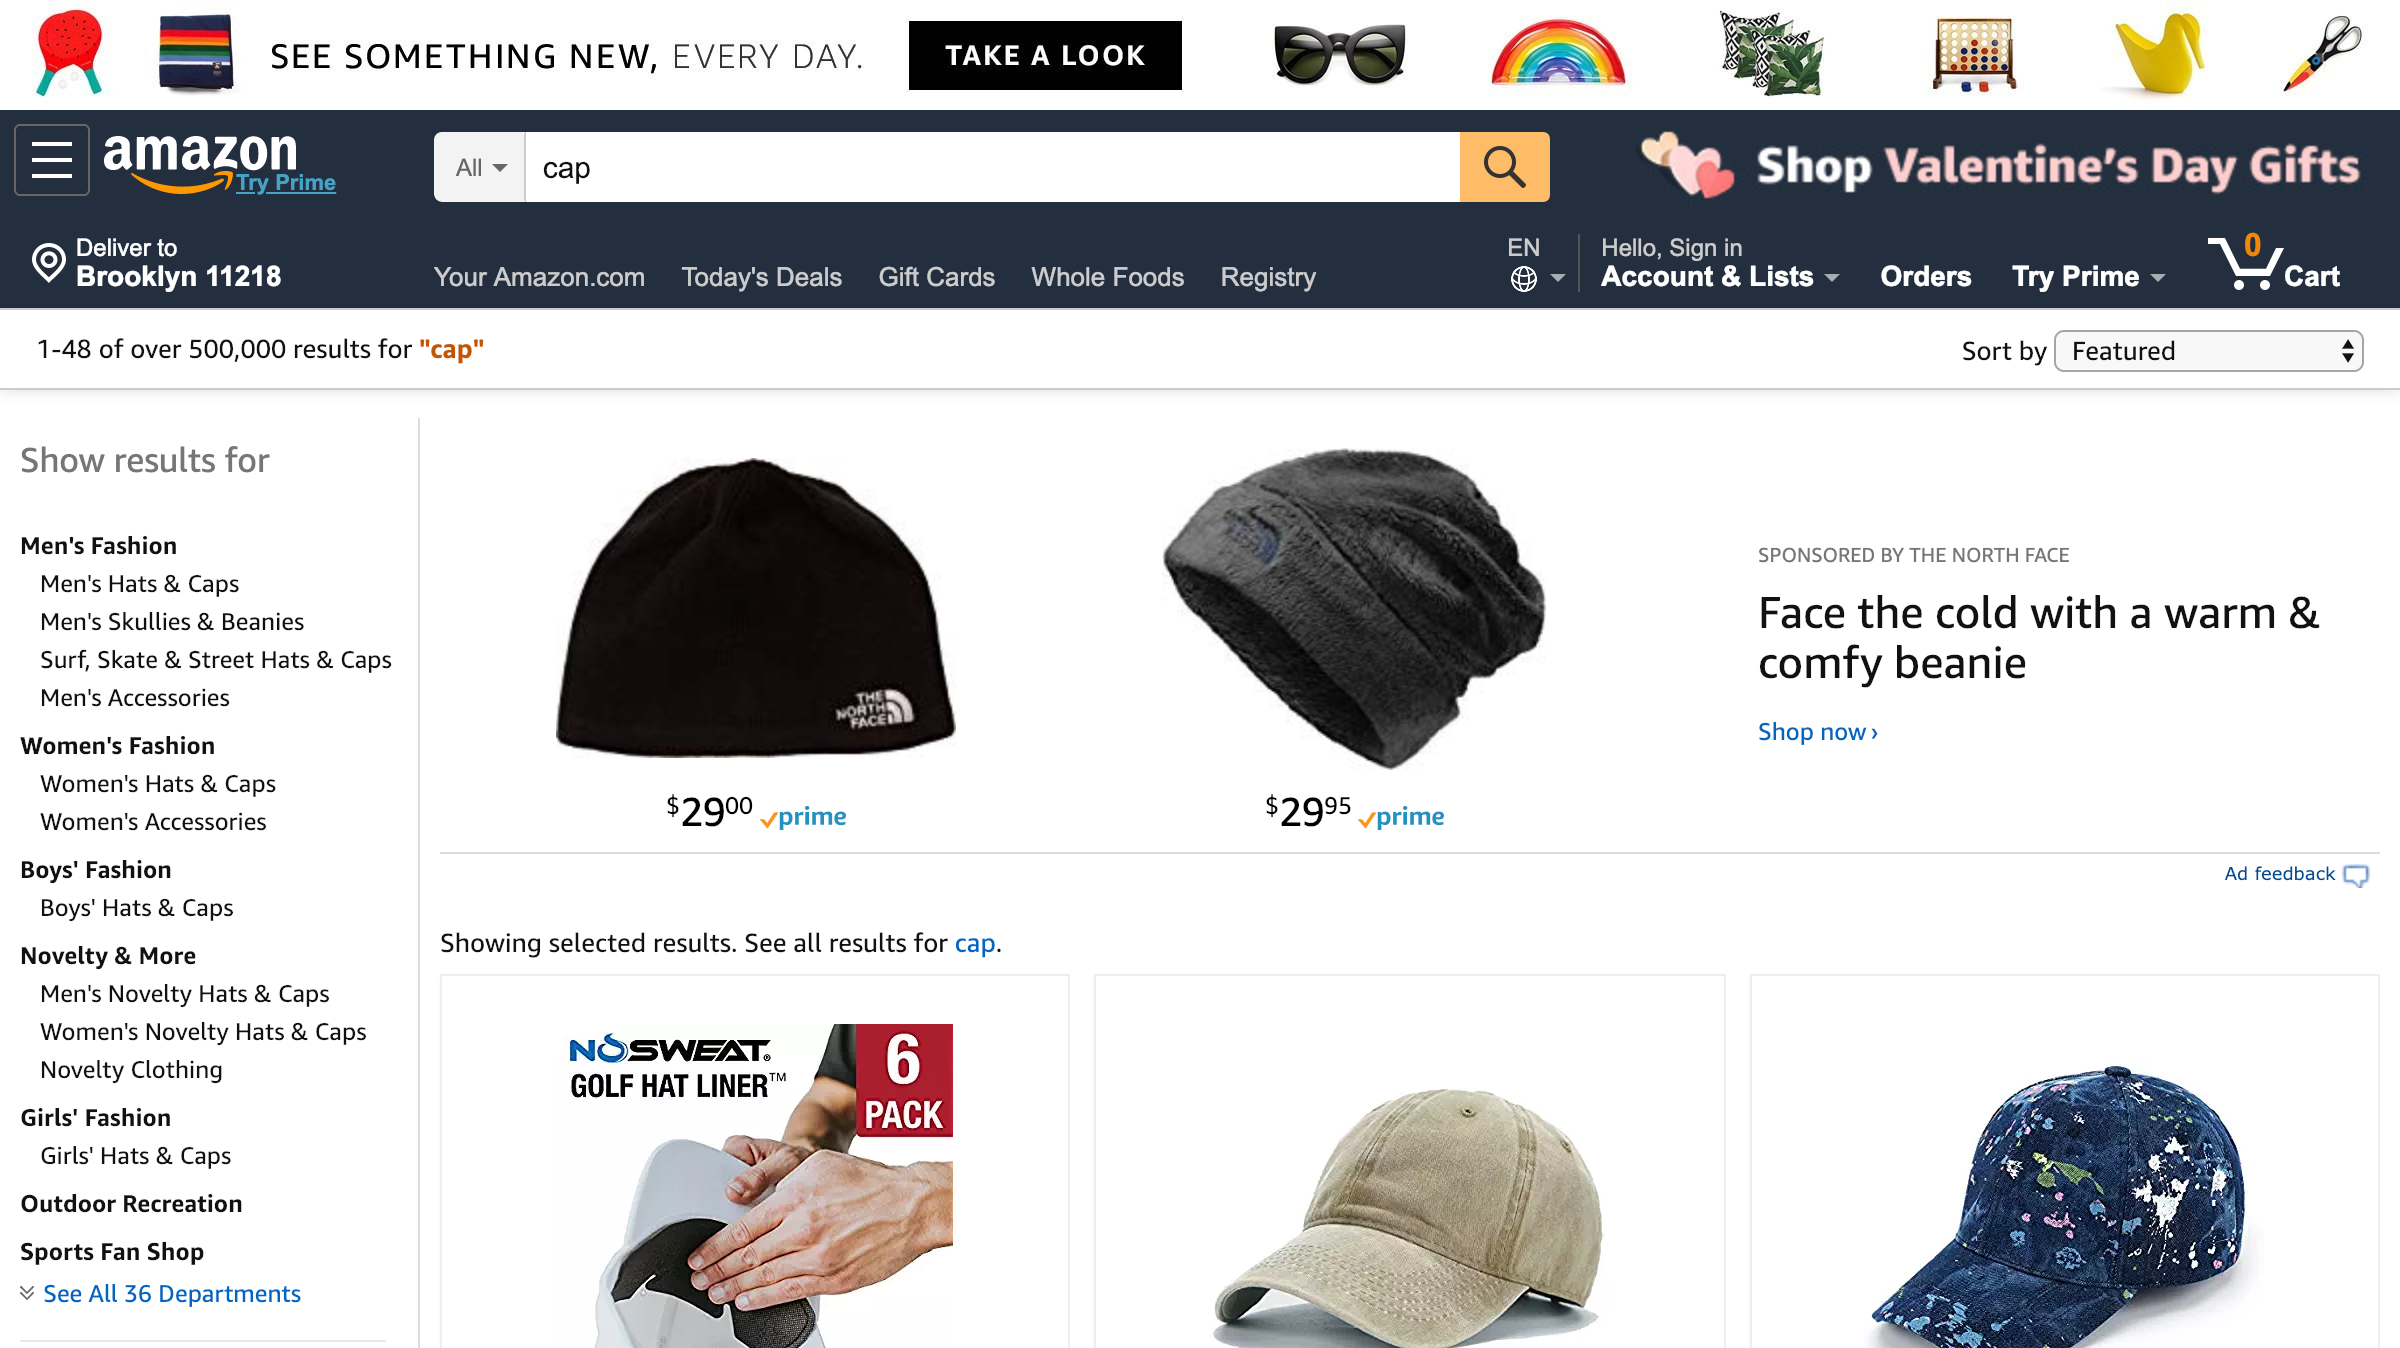 SEE SOMETHING NEW, EVERY DAY.
TAKE A LOOK
amazon
Try Prime
All
cap
Shop Valentine's Day Gifts
Deliver to
Brooklyn 11218
Your Amazon.com
Today's Deals
Gift Cards
Whole Foods
Registry
EN
Hello, Sign in
Account & Lists
Orders
Try Prime
0
Cart
1-48 of over 500,000 results for "cap"
Sort by
Featured
Show results for
Men's Fashion
Men's Hats & Caps
Men's Skullies & Beanies
Surf, Skate & Street Hats & Caps
Men's Accessories
Women's Fashion
Women's Hats & Caps
Women's Accessories
Boys' Fashion
Boys' Hats & Caps
Novelty & More
Men's Novelty Hats & Caps
Women's Novelty Hats & Caps
Novelty Clothing
Girls' Fashion
Girls' Hats & Caps
Outdoor Recreation
Sports Fan Shop
See All 36 Departments
THE
NORTH
FACE
$29.00 prime
$29.95 prime
SPONSORED BY THE NORTH FACE
Face the cold with a warm &
comfy beanie
Shop now ›
Ad feedback
Showing selected results. See all results for cap.
NOSWEAT®
GOLF HAT LINER™
6
PACK